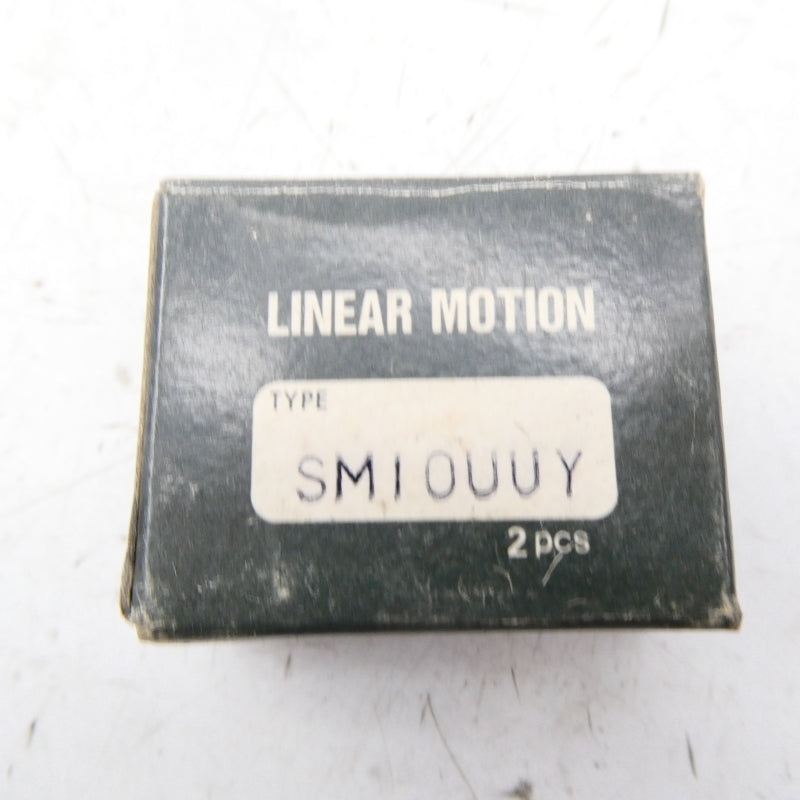 LINEAR MOTION
TYPE
SM10UUY
2 pcs